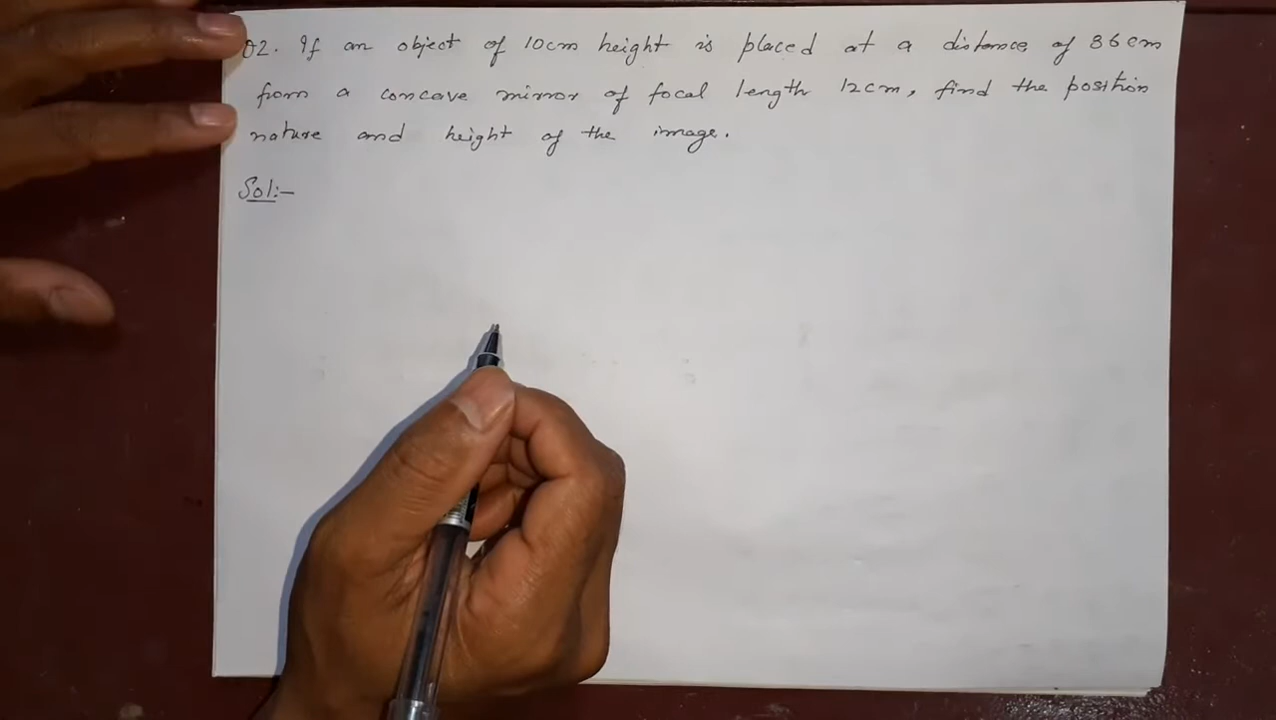 Q2. If an object of 10cm height is placed at a distance of 36cm
from a concave mirror of focal length 12cm, find the position
nature and height of the image.
Sol:-